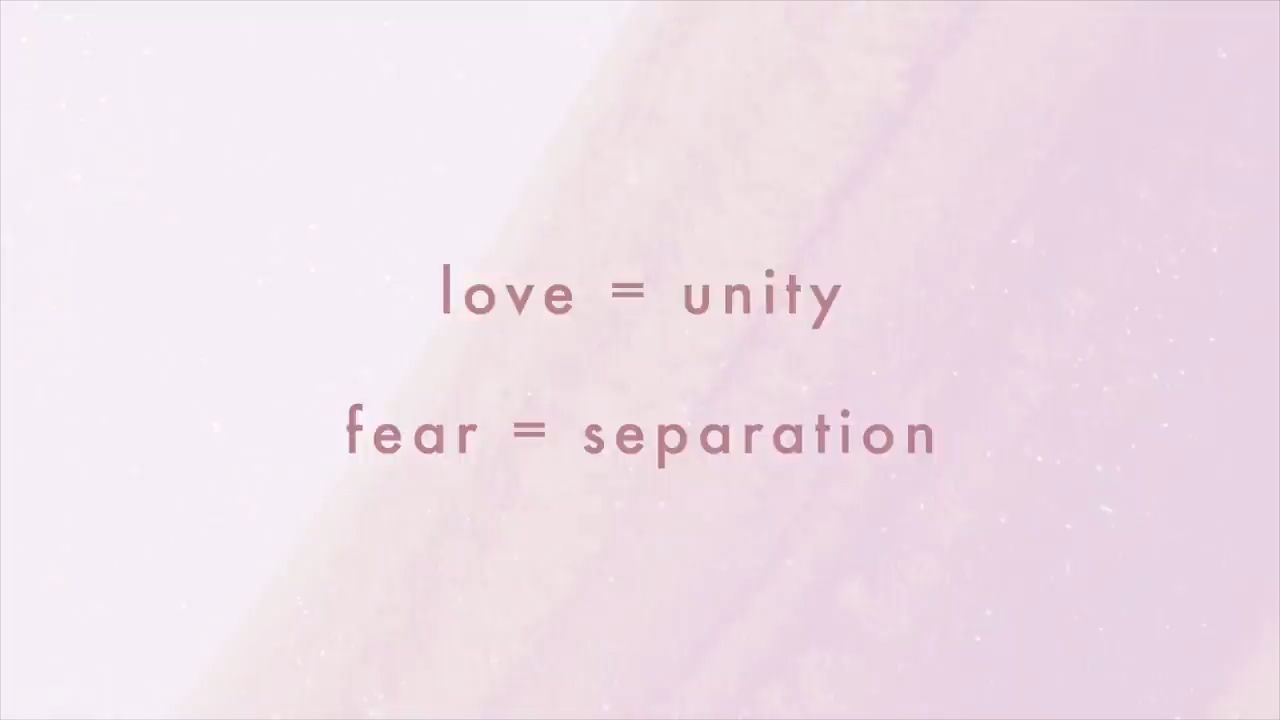 love = unity
fear = separation